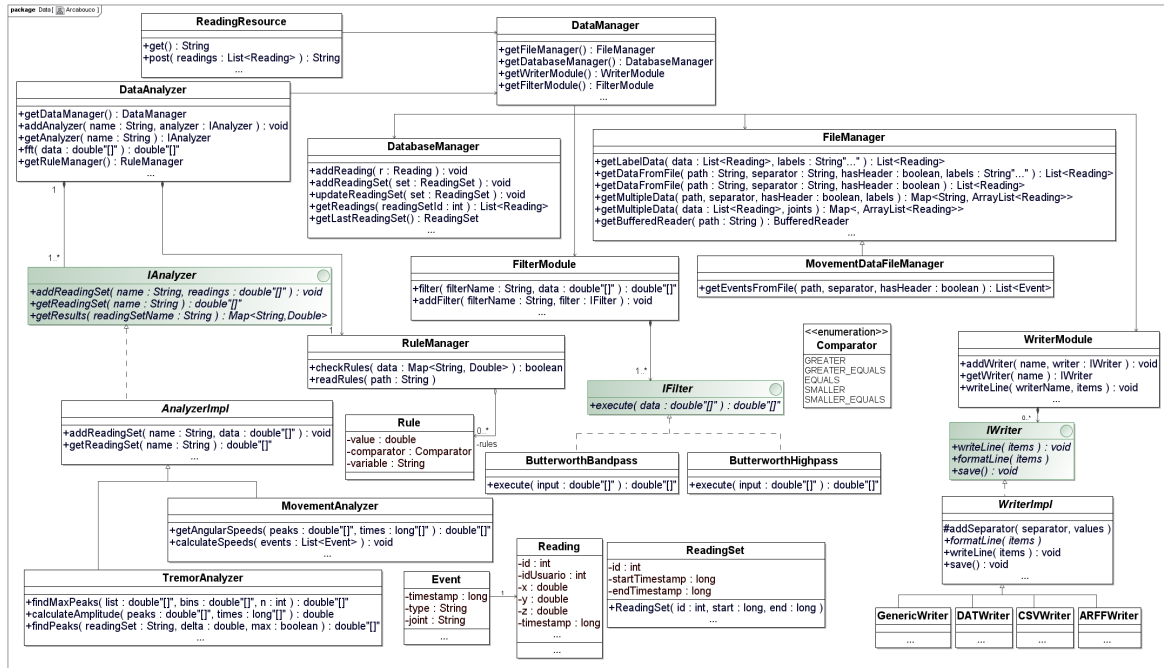 package Data [ Arcabouco ]
ReadingResource
+get() : String
+post( readings : List<Reading> ) : String
...
DataManager
+getFileManager() : FileManager
+getDatabaseManager() : DatabaseManager
+getWriterModule() : WriterModule
+getFilterModule() : FilterModule
...
DataAnalyzer
+getDataManager() : DataManager
+addAnalyzer( name : String, analyzer : IAnalyzer ) : void
+getAnalyzer( name : String ) : IAnalyzer
+fft( data : double"[]" ) : double"[]"
+getRuleManager() : RuleManager
...
1
1..*
1
DatabaseManager
+addReading( r : Reading ) : void
+addReadingSet( set : ReadingSet ) : void
+updateReadingSet( set : ReadingSet ) : void
+getReadings( readingSetId : int ) : List<Reading>
+getLastReadingSet() : ReadingSet
...
FileManager
+getLabelData( data : List<Reading>, labels : String"..." ) : List<Reading>
+getDataFromFile( path : String, separator : String, hasHeader : boolean, labels : String"..." ) : List<Reading>
+getDataFromFile( path : String, separator : String, hasHeader : boolean ) : List<Reading>
+getMultipleData( path, separator, hasHeader : boolean, labels ) : Map<String, ArrayList<Reading>>
+getMultipleData( data : List<Reading>, joints ) : Map<, ArrayList<Reading>>
+getBufferedReader( path : String ) : BufferedReader
...
MovementDataFileManager
+getEventsFromFile( path, separator, hasHeader : boolean ) : List<Event>
IAnalyzer
+addReadingSet( name : String, readings : double"[]" ) : void
+getReadingSet( name : String ) : double"[]"
+getResults( readingSetName : String ) : Map<String,Double>
FilterModule
+filter( filterName : String, data : double"[]" ) : double"[]"
+addFilter( filterName : String, filter : IFilter ) : void
...
1..*
RuleManager
+checkRules( data : Map<String, Double> ) : boolean
+readRules( path : String )
<<enumeration>>
Comparator
GREATER
GREATER_EQUALS
EQUALS
SMALLER
SMALLER_EQUALS
WriterModule
+addWriter( name, writer : IWriter ) : void
+getWriter( name ) : IWriter
+writeLine( writerName, items ) : void
...
0..*
IFilter
+execute( data : double"[]" ) : double"[]"
AnalyzerImpl
+addReadingSet( name : String, data : double"[]" ) : void
+getReadingSet( name : String ) : double"[]"
...
Rule
-value : double
-comparator : Comparator
-variable : String
0..*
-rules
IWriter
+writeLine( items ) : void
+formatLine( items )
+save() : void
ButterworthBandpass
+execute( input : double"[]" ) : double"[]"
ButterworthHighpass
+execute( input : double"[]" ) : double"[]"
MovementAnalyzer
+getAngularSpeeds( peaks : double"[]", times : long"[]" ) : double"[]"
+calculateSpeeds( events : List<Event> ) : void
...
WriterImpl
#addSeparator( separator, values )
+formatLine( items )
+writeLine( items ) : void
+save() : void
...
TremorAnalyzer
+findMaxPeaks( list : double"[]", bins : double"[]", n : int ) : double"[]"
+calculateAmplitude( peaks : double"[]", times : long"[]" ) : double
+findPeaks( readingSet : String, delta : double, max : boolean ) : double"[]"
...
Event
-timestamp : long
-type : String
-joint : String
...
1
Reading
-id : int
-idUsuario : int
-x : double
-y : double
-z : double
-timestamp : long
...
...
ReadingSet
-id : int
-startTimestamp : long
-endTimestamp : long
+ReadingSet( id : int, start : long, end : long )
...
GenericWriter
...
DATWriter
...
CSVWriter
...
ARFFWriter
...